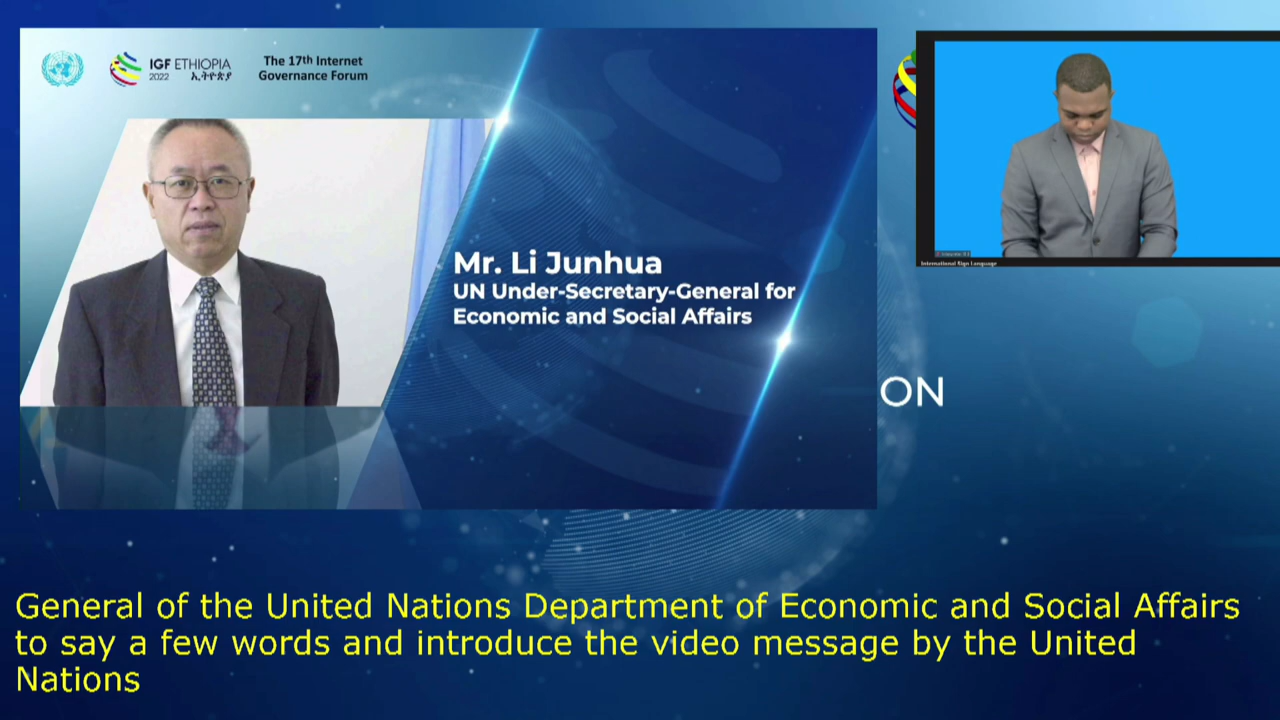 IGF ETHIOPIA
2022 ኢትዮጵያ
The 17th Internet
Governance Forum
Mr. Li Junhua
UN Under-Secretary-General for
Economic and Social Affairs
International Sign Language
ON
General of the United Nations Department of Economic and Social Affairs
to say a few words and introduce the video message by the United
Nations